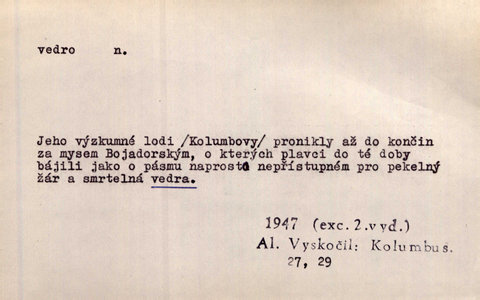 vedro n.
Jeho výzkumné lodi /Kolumbovy/ pronikly až do končin
za mysem Bojadorským, o kterých plavci do té doby
bájili jako o pásmu naprosto nepřístupném pro pekelný
žár a smrtelná vedra.
1947 (exc. 2.vyd.)
Al. Vyskočil: Kolumbus.
27, 29